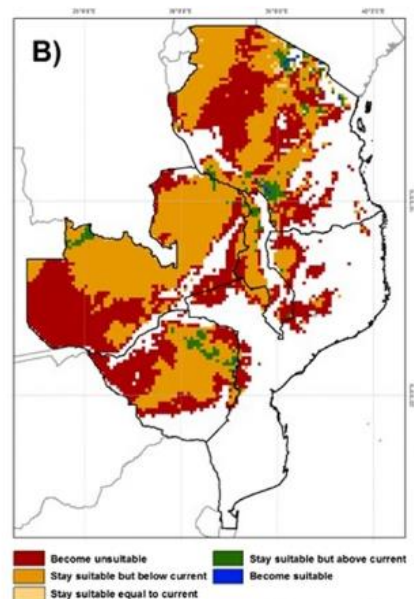 B)
Become unsuitable
Stay suitable but below current
Stay suitable equal to current
Stay suitable but above current
Become suitable